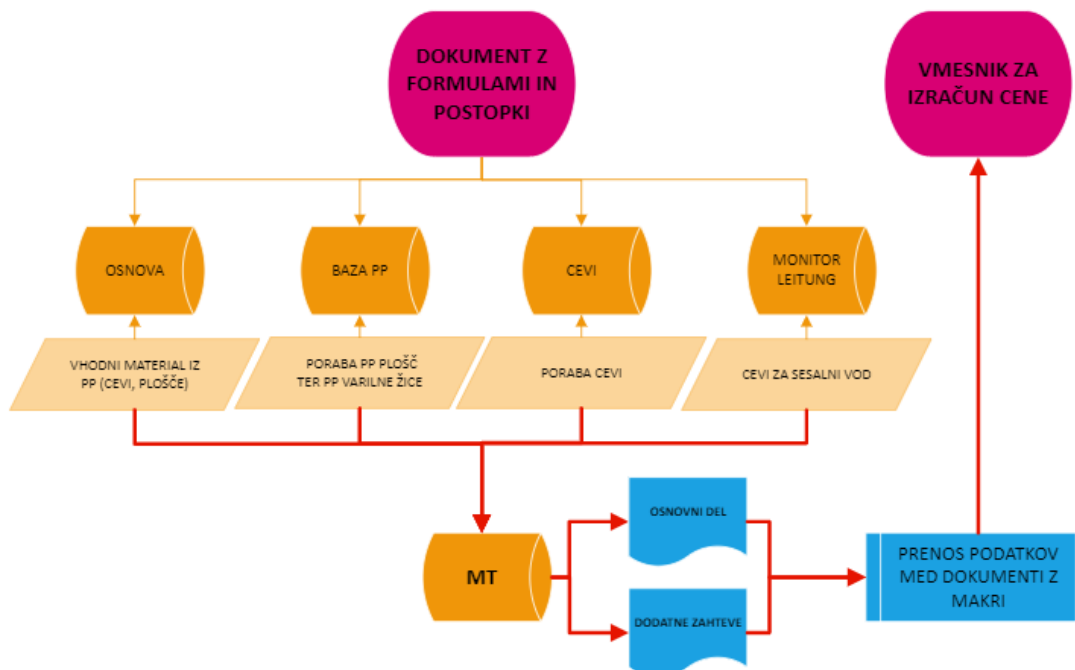 DOKUMENT Z
FORMULAMI IN
POSTOPKI
VMESNIK ZA
IZRAČUN CENE
OSNOVA
BAZA PP
CEVI
MONITOR
LEITUNG
VHODNI MATERIAL IZ
PP (CEVI, PLOŠČE)
PORABA PP PLOŠČ
TER PP VARILNE ŽICE
PORABA CEVI
CEVI ZA SESALNI VOD
MT
OSNOVNI DEL
DODATNE ZAHTEVE
PRENOS PODATKOV
MED DOKUMENTI Z
MAKRI